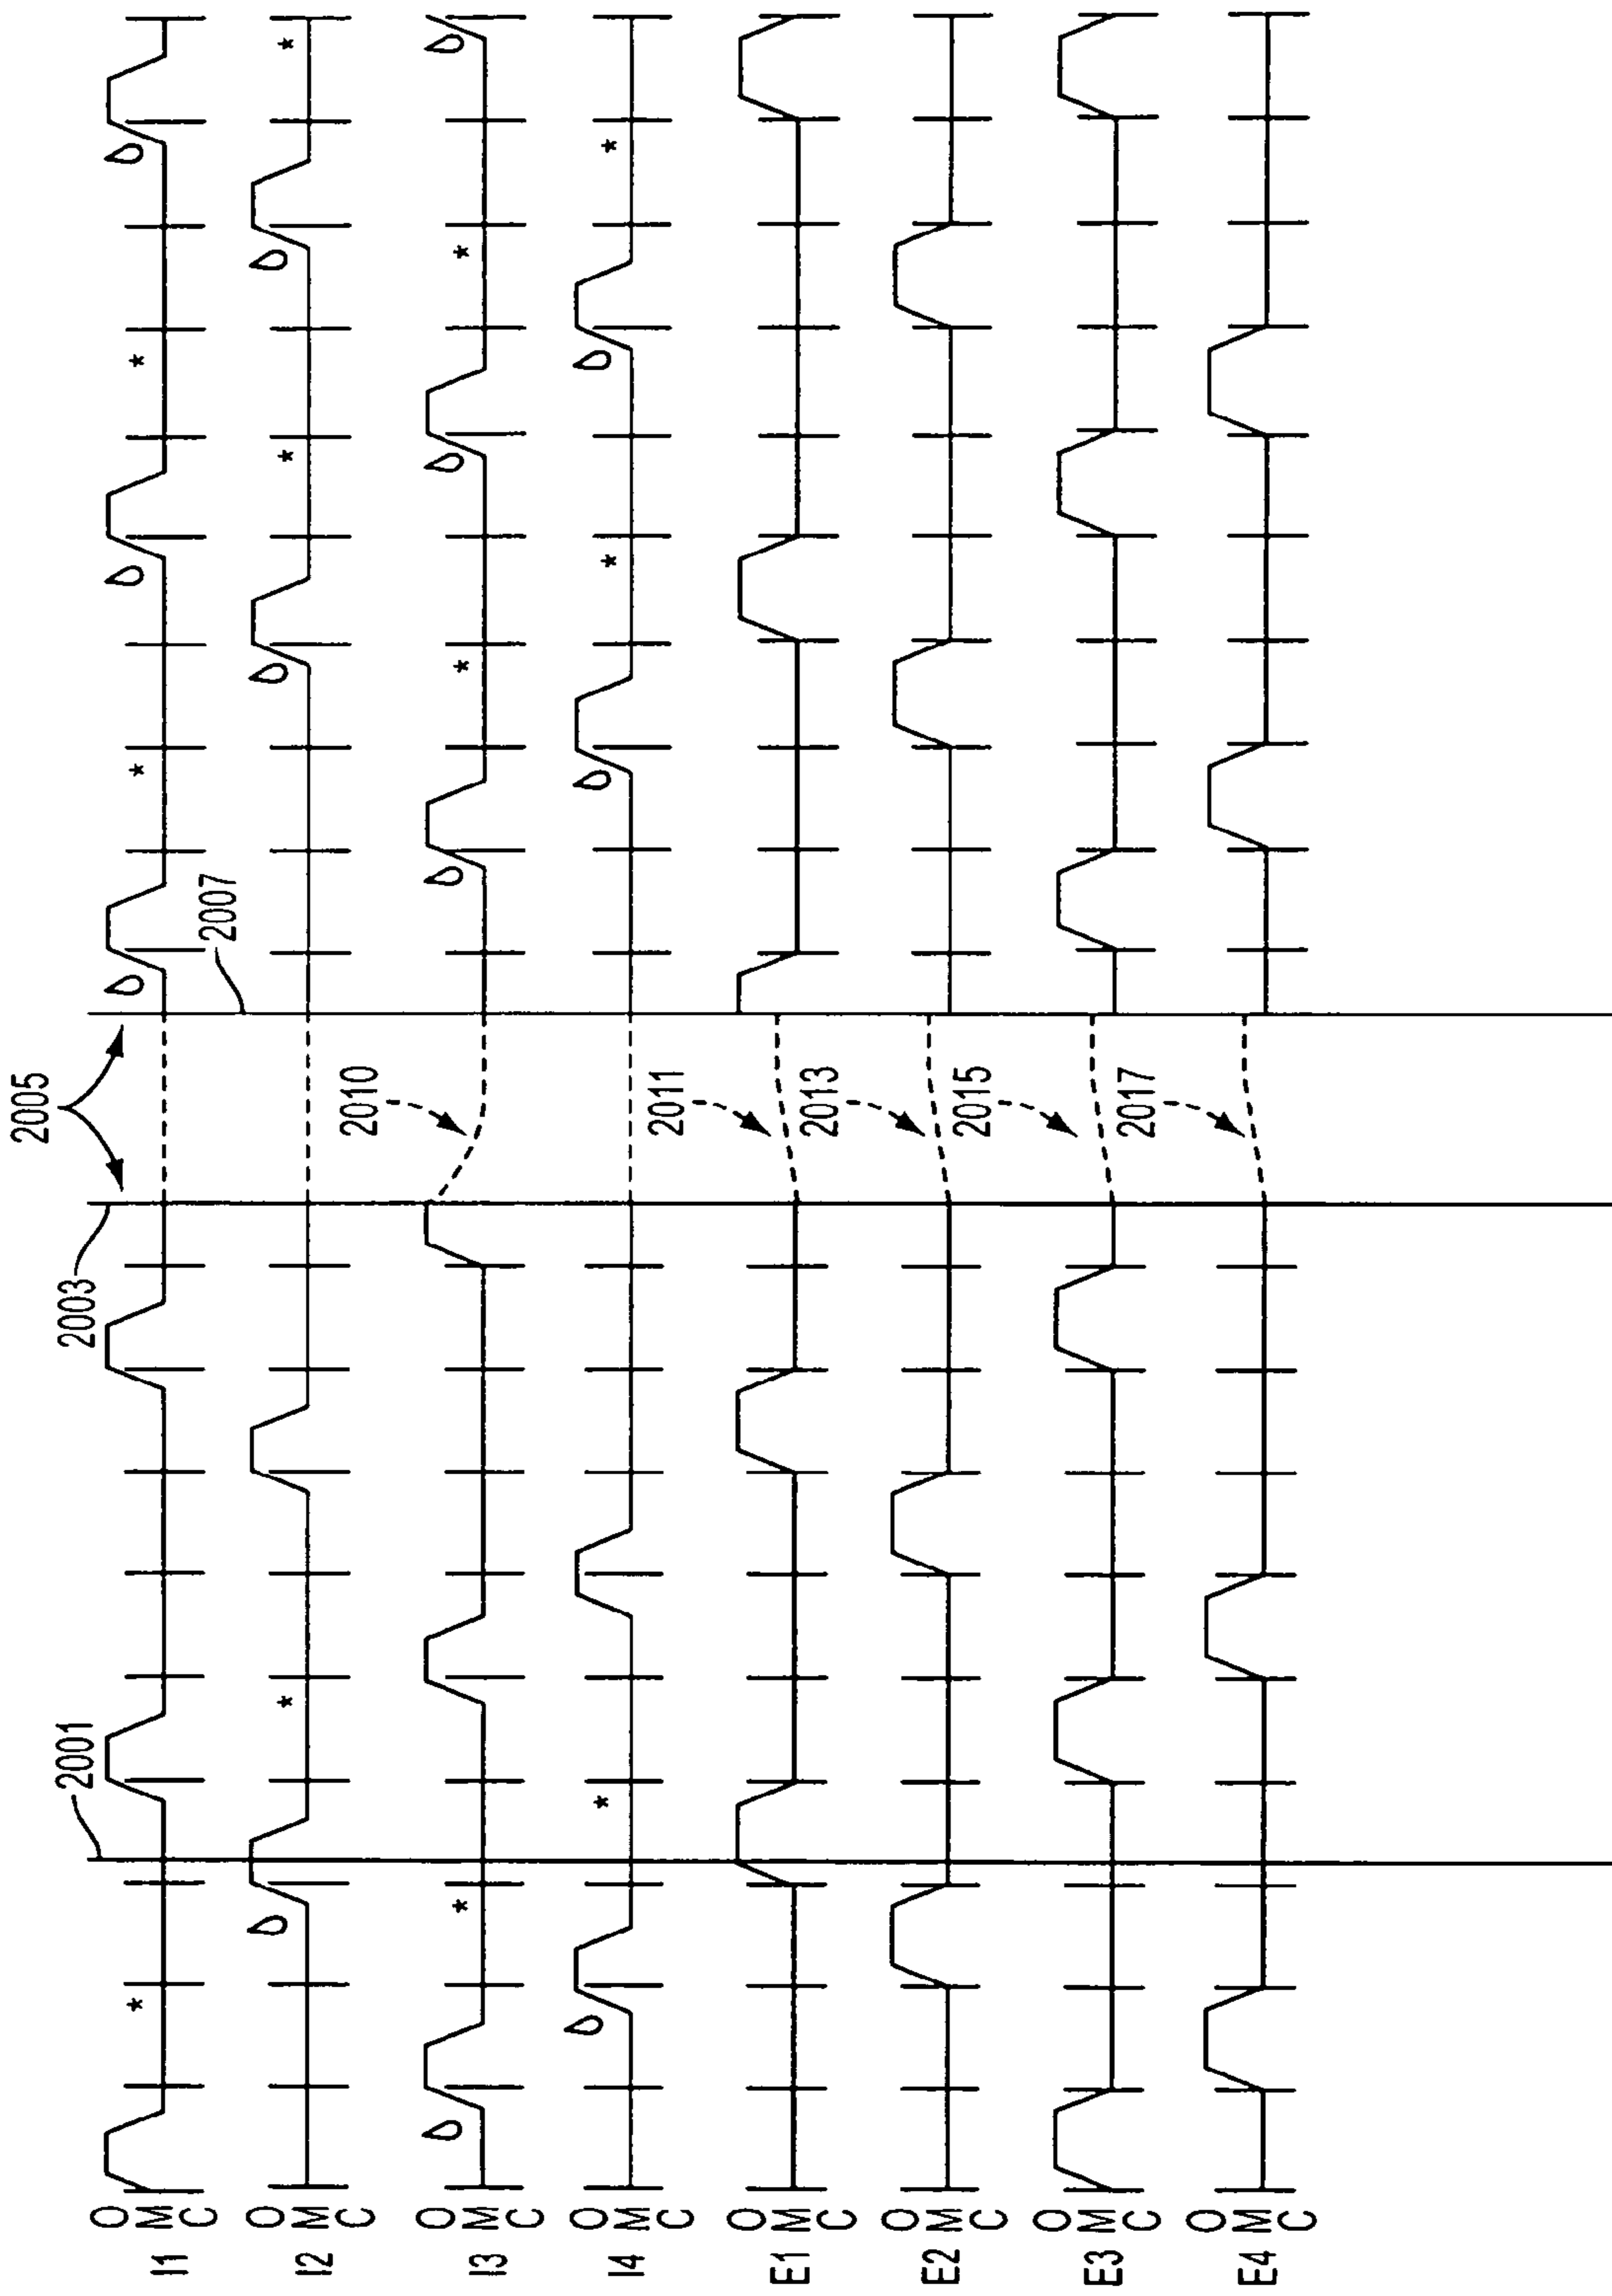 2001
2003
2005
2007
I1 O M C
* *
*
I2 O M C
* * *
2010
I3 O M C
* * *
I4 O M C
* * *
2011
E1 O M C
2013
E2 O M C
2015
E3 O M C
2017
E4 O M C